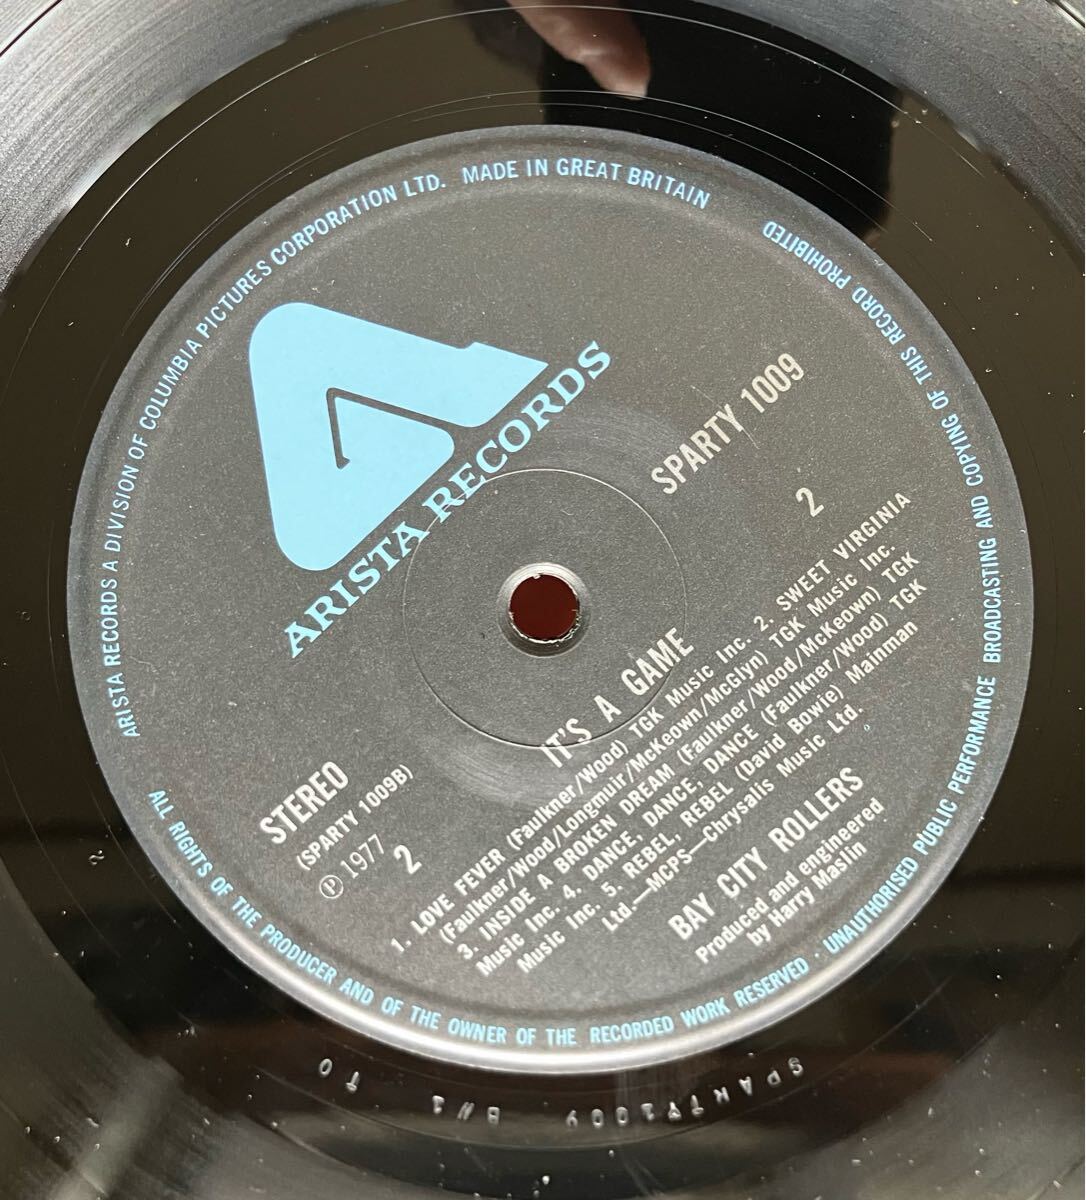 ARISTA RECORDS A DIVISION OF COLUMBIA PICTURES CORPORATION LTD. MADE IN GREAT BRITAIN
ARISTA RECORDS
SPARTY 1009
2
IT'S A GAME
STEREO
(SPARTY 1009B)
℗ 1977
2
1. LOVE FEVER (Faulkner/Wood) TGK Music Inc. 2. SWEET VIRGINIA
(Faulkner/Wood/Longmuir/McKeown/McGlyn) TGK Music Inc.
3. INSIDE A BROKEN DREAM (Faulkner/Wood/McKeown) TGK
Music Inc. 4. DANCE, DANCE, DANCE (Faulkner/Wood) TGK
Music Inc. 5. REBEL, REBEL (David Bowie) Mainman
Ltd.—MCPS—Chrysalis Music Ltd.
BAY CITY ROLLERS
Produced and engineered
by Harry Maslin
ALL RIGHTS OF THE PRODUCER AND OF THE OWNER OF THE RECORDED WORK RESERVED · UNAUTHORISED PUBLIC PERFORMANCE BROADCASTING AND COPYING OF THIS RECORD PROHIBITED
SPARTY1009 B//1 TO